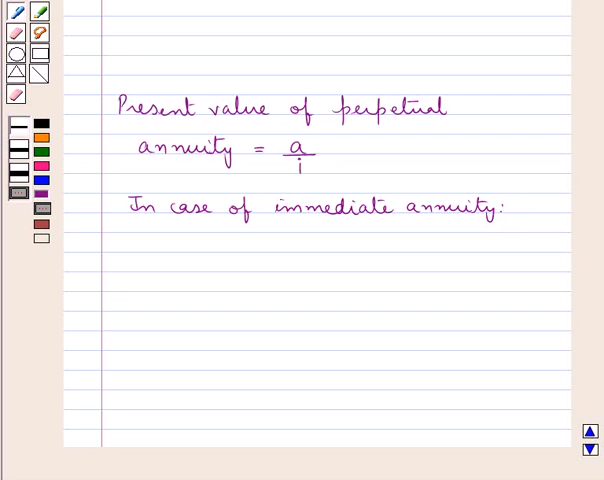 Present value of perpetual
annuity = a/i
In case of immediate annuity: